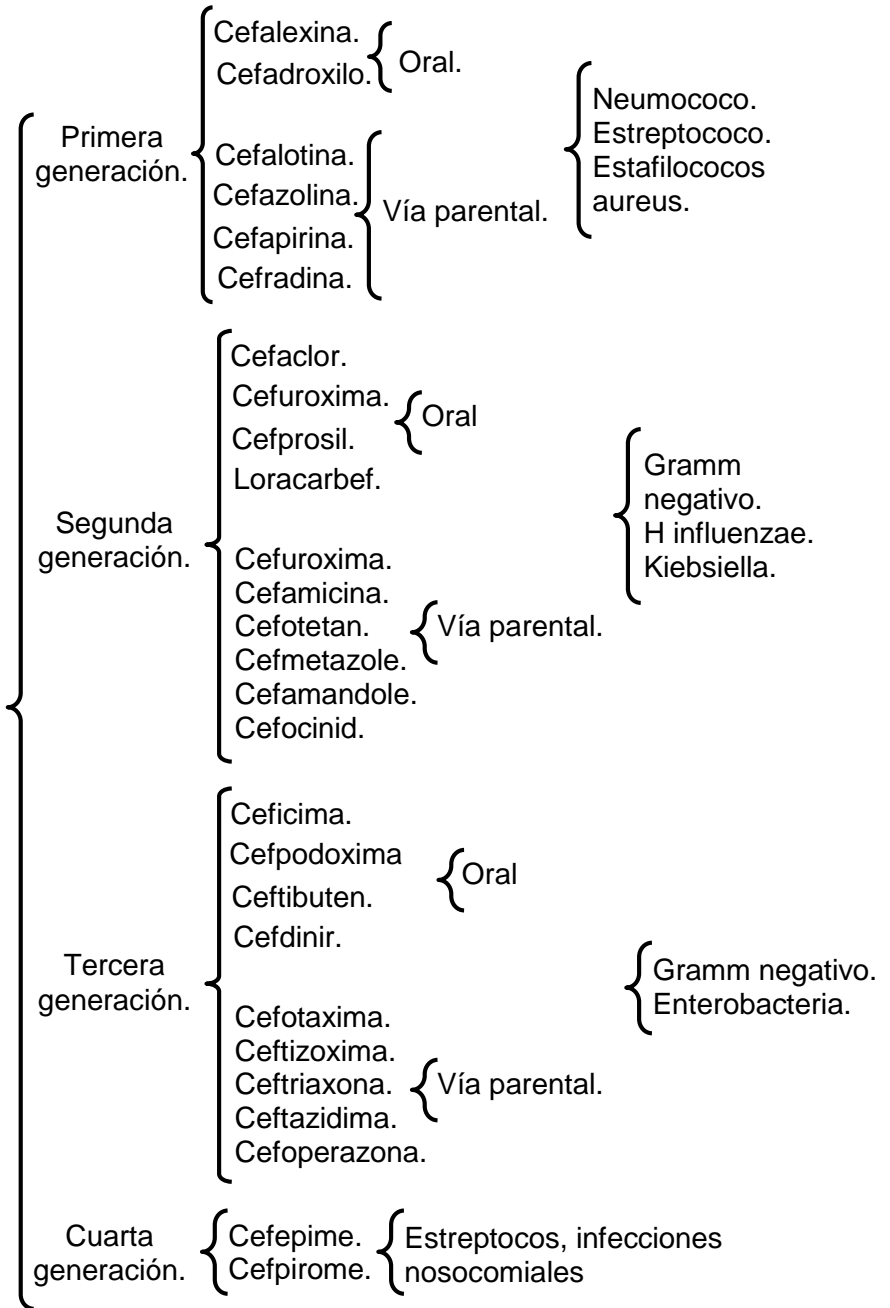 Primera
generación.
Cefalexina.
Cefadroxilo.
Oral.
Cefalotina.
Cefazolina.
Cefapirina.
Cefradina.
Vía parental.
Neumococo.
Estreptococo.
Estafilococos
aureus.
Segunda
generación.
Cefaclor.
Cefuroxima.
Cefprosil.
Loracarbef.
Oral
Cefuroxima.
Cefamicina.
Cefotetan.
Cefmetazole.
Cefamandole.
Cefocinid.
Vía parental.
Gramm
negativo.
H influenzae.
Kiebsiella.
Tercera
generación.
Ceficima.
Cefpodoxima
Ceftibuten.
Cefdinir.
Oral
Cefotaxima.
Ceftizoxima.
Ceftriaxona.
Ceftazidima.
Cefoperazona.
Vía parental.
Gramm negativo.
Enterobacteria.
Cuarta
generación.
Cefepime.
Cefpirome.
Estreptocos, infecciones
nosocomiales